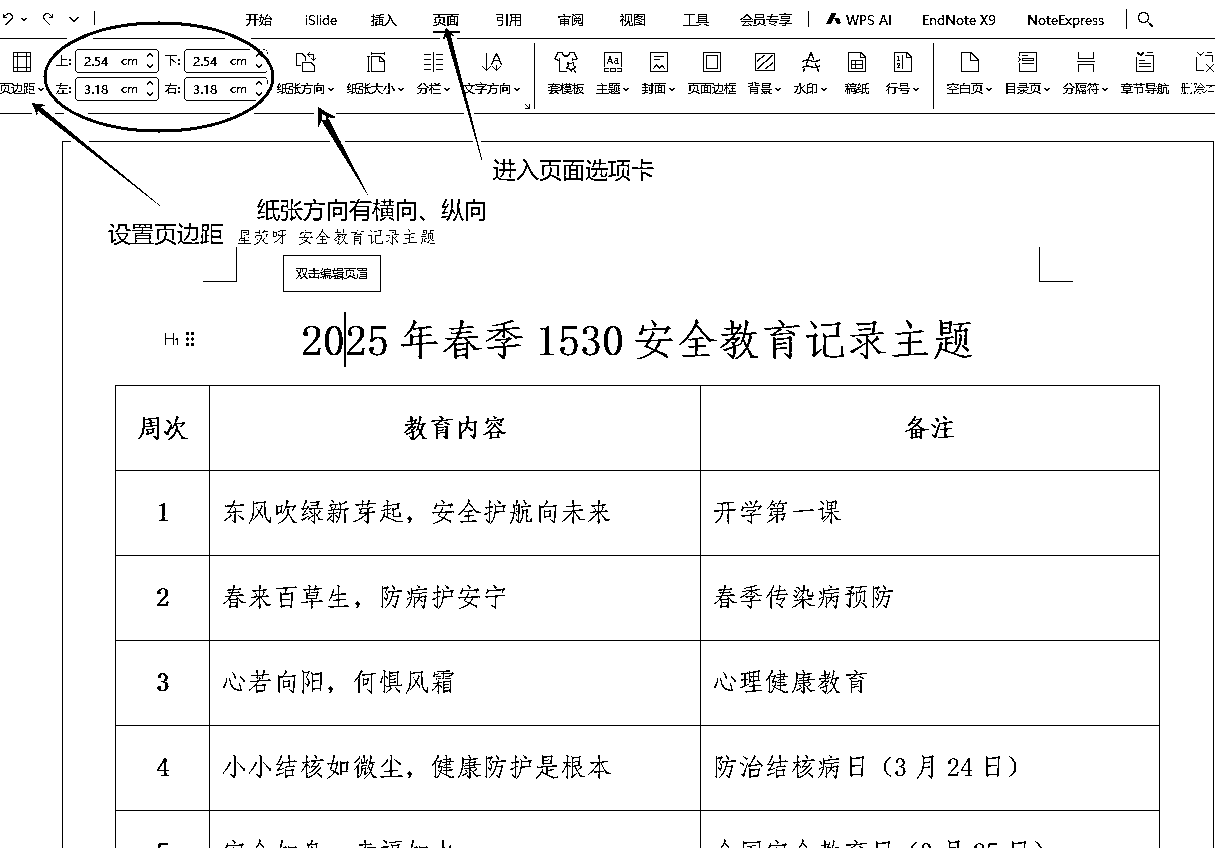 开始 iSlide 插入 页面 引用 审阅 视图 工具 会员专享 WPS AI EndNote X9 NoteExpress
上: 2.54 cm 下: 2.54 cm
页边距 左: 3.18 cm 右: 3.18 cm 纸张方向 纸张大小 分栏 文字方向 套模板 主题 封面 页面边框 背景 水印 稿纸 行号 空白页 目录页 分隔符 章节导航
进入页面选项卡
纸张方向有横向、纵向
设置页边距 星荧呀 安全教育记录主题
双击编辑页眉
H1 2025 年春季 1530 安全教育记录主题
周次 教育内容 备注
1 东风吹绿新芽起，安全护航向未来 开学第一课
2 春来百草生，防病护安宁 春季传染病预防
3 心若向阳，何惧风霜 心理健康教育
4 小小结核如微尘，健康防护是根本 防治结核病日（3 月 24 日）